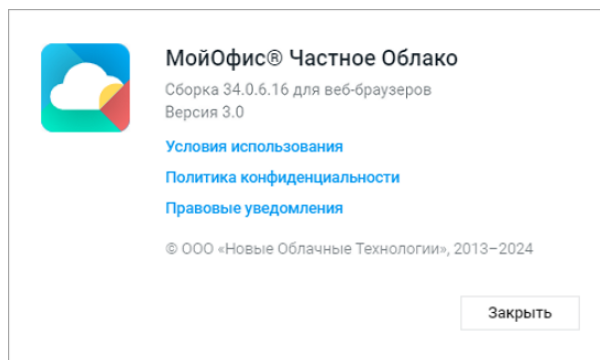 МойОфис® Частное Облако
Сборка 34.0.6.16 для веб-браузеров
Версия 3.0
Условия использования
Политика конфиденциальности
Правовые уведомления
© ООО «Новые Облачные Технологии», 2013–2024
Закрыть